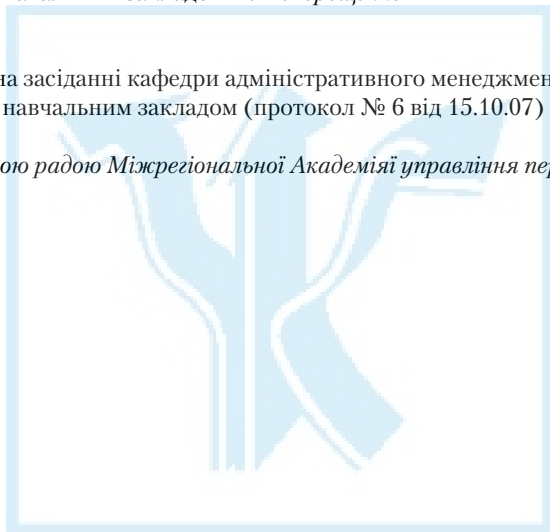 на засіданні кафедри адміністративного менеджмен
навчальним закладом (протокол № 6 від 15.10.07)
ою радою Міжрегіональної Академіяї управління пер